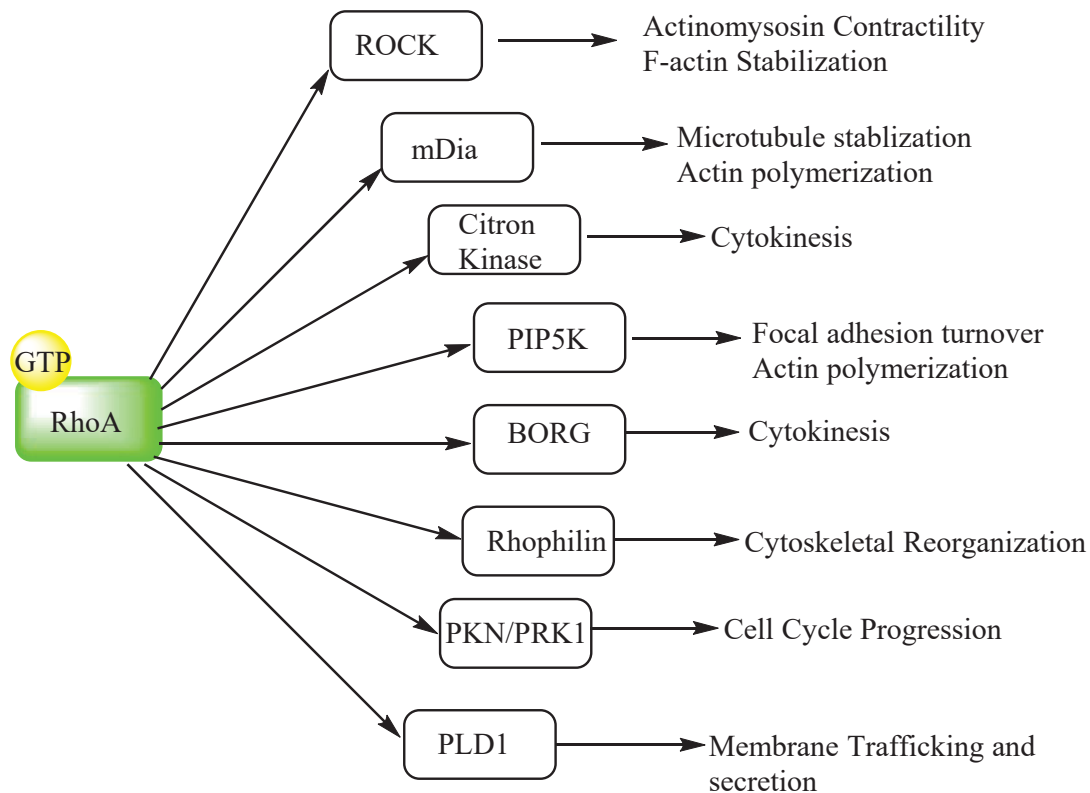 ROCK
Actinomysosin Contractility
F-actin Stabilization
mDia
Microtubule stablization
Actin polymerization
Citron
Kinase
Cytokinesis
GTP
RhoA
PIP5K
Focal adhesion turnover
Actin polymerization
BORG
Cytokinesis
Rhophilin
Cytoskeletal Reorganization
PKN/PRK1
Cell Cycle Progression
PLD1
Membrane Trafficking and
secretion